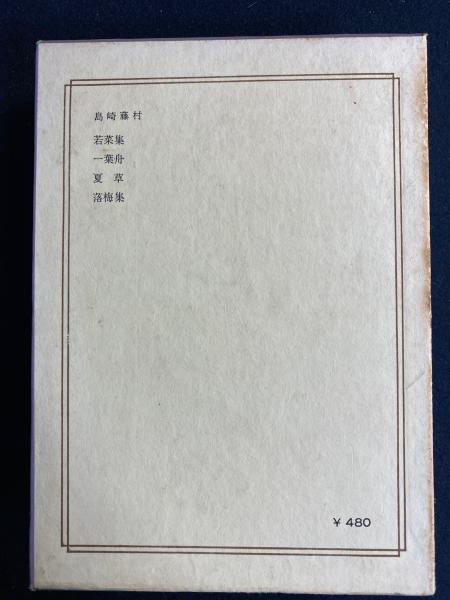 島崎藤村
若菜集
一葉舟
夏 草
落梅集
¥ 480